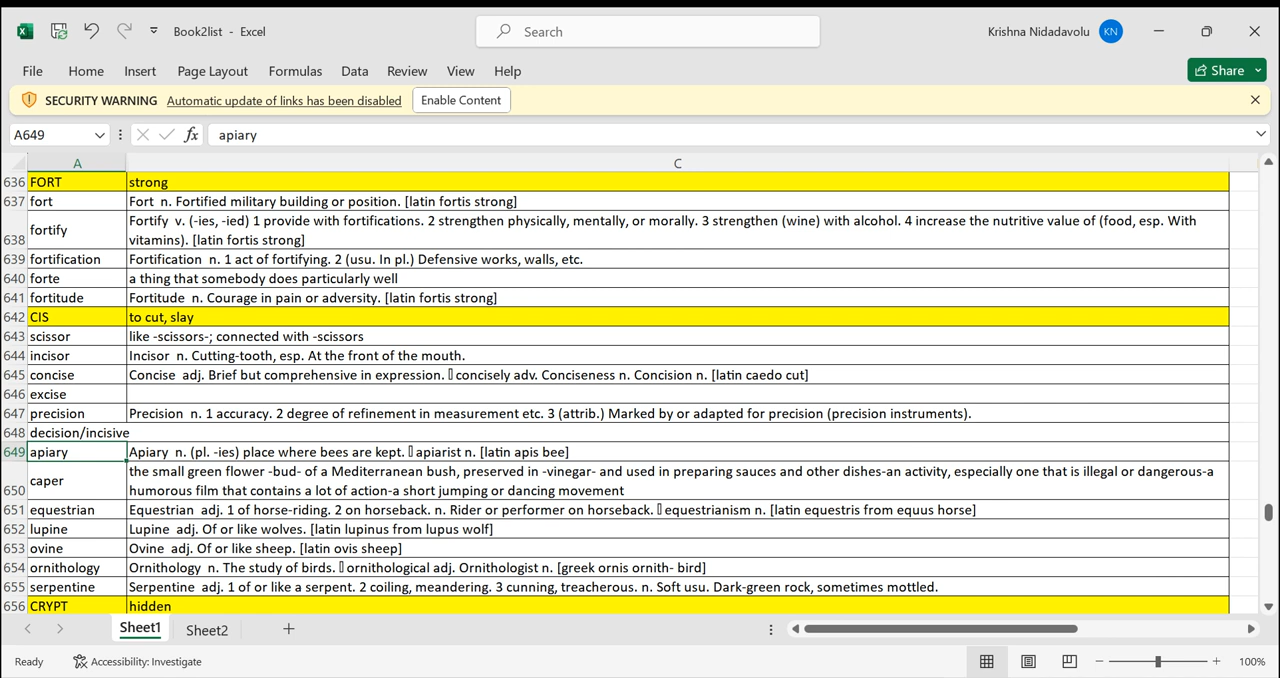 Book2list - Excel
Search
Krishna Nidadavolu KN
File Home Insert Page Layout Formulas Data Review View Help Share
SECURITY WARNING Automatic update of links has been disabled Enable Content
A649 fx apiary
A C
636 FORT strong
637 fort Fort n. Fortified military building or position. [latin fortis strong]
638 fortify Fortify v. (-ies, -ied) 1 provide with fortifications. 2 strengthen physically, mentally, or morally. 3 strengthen (wine) with alcohol. 4 increase the nutritive value of (food, esp. With
vitamins). [latin fortis strong]
639 fortification Fortification n. 1 act of fortifying. 2 (usu. In pl.) Defensive works, walls, etc.
640 forte a thing that somebody does particularly well
641 fortitude Fortitude n. Courage in pain or adversity. [latin fortis strong]
642 CIS to cut, slay
643 scissor like -scissors-; connected with -scissors
644 incisor Incisor n. Cutting-tooth, esp. At the front of the mouth.
645 concise Concise adj. Brief but comprehensive in expression. concisely adv. Conciseness n. Concision n. [latin caedo cut]
646 excise
647 precision Precision n. 1 accuracy. 2 degree of refinement in measurement etc. 3 (attrib.) Marked by or adapted for precision (precision instruments).
648 decision/incisive
649 apiary Apiary n. (pl. -ies) place where bees are kept. apiarist n. [latin apis bee]
650 caper the small green flower -bud- of a Mediterranean bush, preserved in -vinegar- and used in preparing sauces and other dishes-an activity, especially one that is illegal or dangerous-a
humorous film that contains a lot of action-a short jumping or dancing movement
651 equestrian Equestrian adj. 1 of horse-riding. 2 on horseback. n. Rider or performer on horseback. equestrianism n. [latin equestris from equus horse]
652 lupine Lupine adj. Of or like wolves. [latin lupinus from lupus wolf]
653 ovine Ovine adj. Of or like sheep. [latin ovis sheep]
654 ornithology Ornithology n. The study of birds. ornithological adj. Ornithologist n. [greek ornis ornith- bird]
655 serpentine Serpentine adj. 1 of or like a serpent. 2 coiling, meandering. 3 cunning, treacherous. n. Soft usu. Dark-green rock, sometimes mottled.
656 CRYPT hidden
Sheet1 Sheet2
Ready Accessibility: Investigate 100%